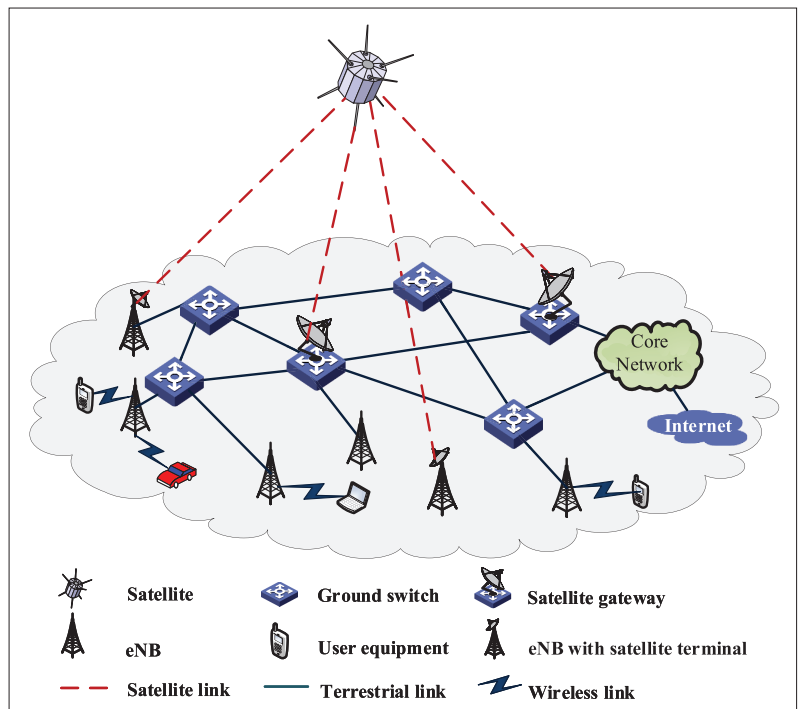 Core
Network
Internet
Satellite
Ground switch
Satellite gateway
eNB
User equipment
eNB with satellite terminal
Satellite link
Terrestrial link
Wireless link